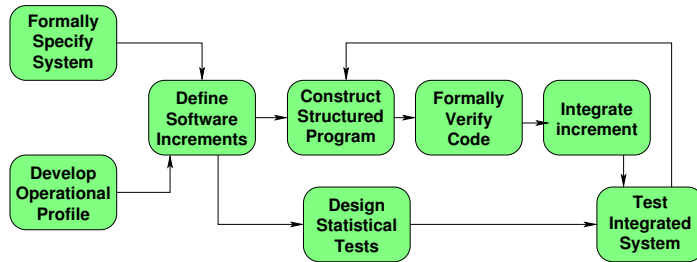 Formally
Specify
System
Define
Software
Increments
Construct
Structured
Program
Formally
Verify
Code
Integrate
increment
Develop
Operational
Profile
Design
Statistical
Tests
Test
Integrated
System